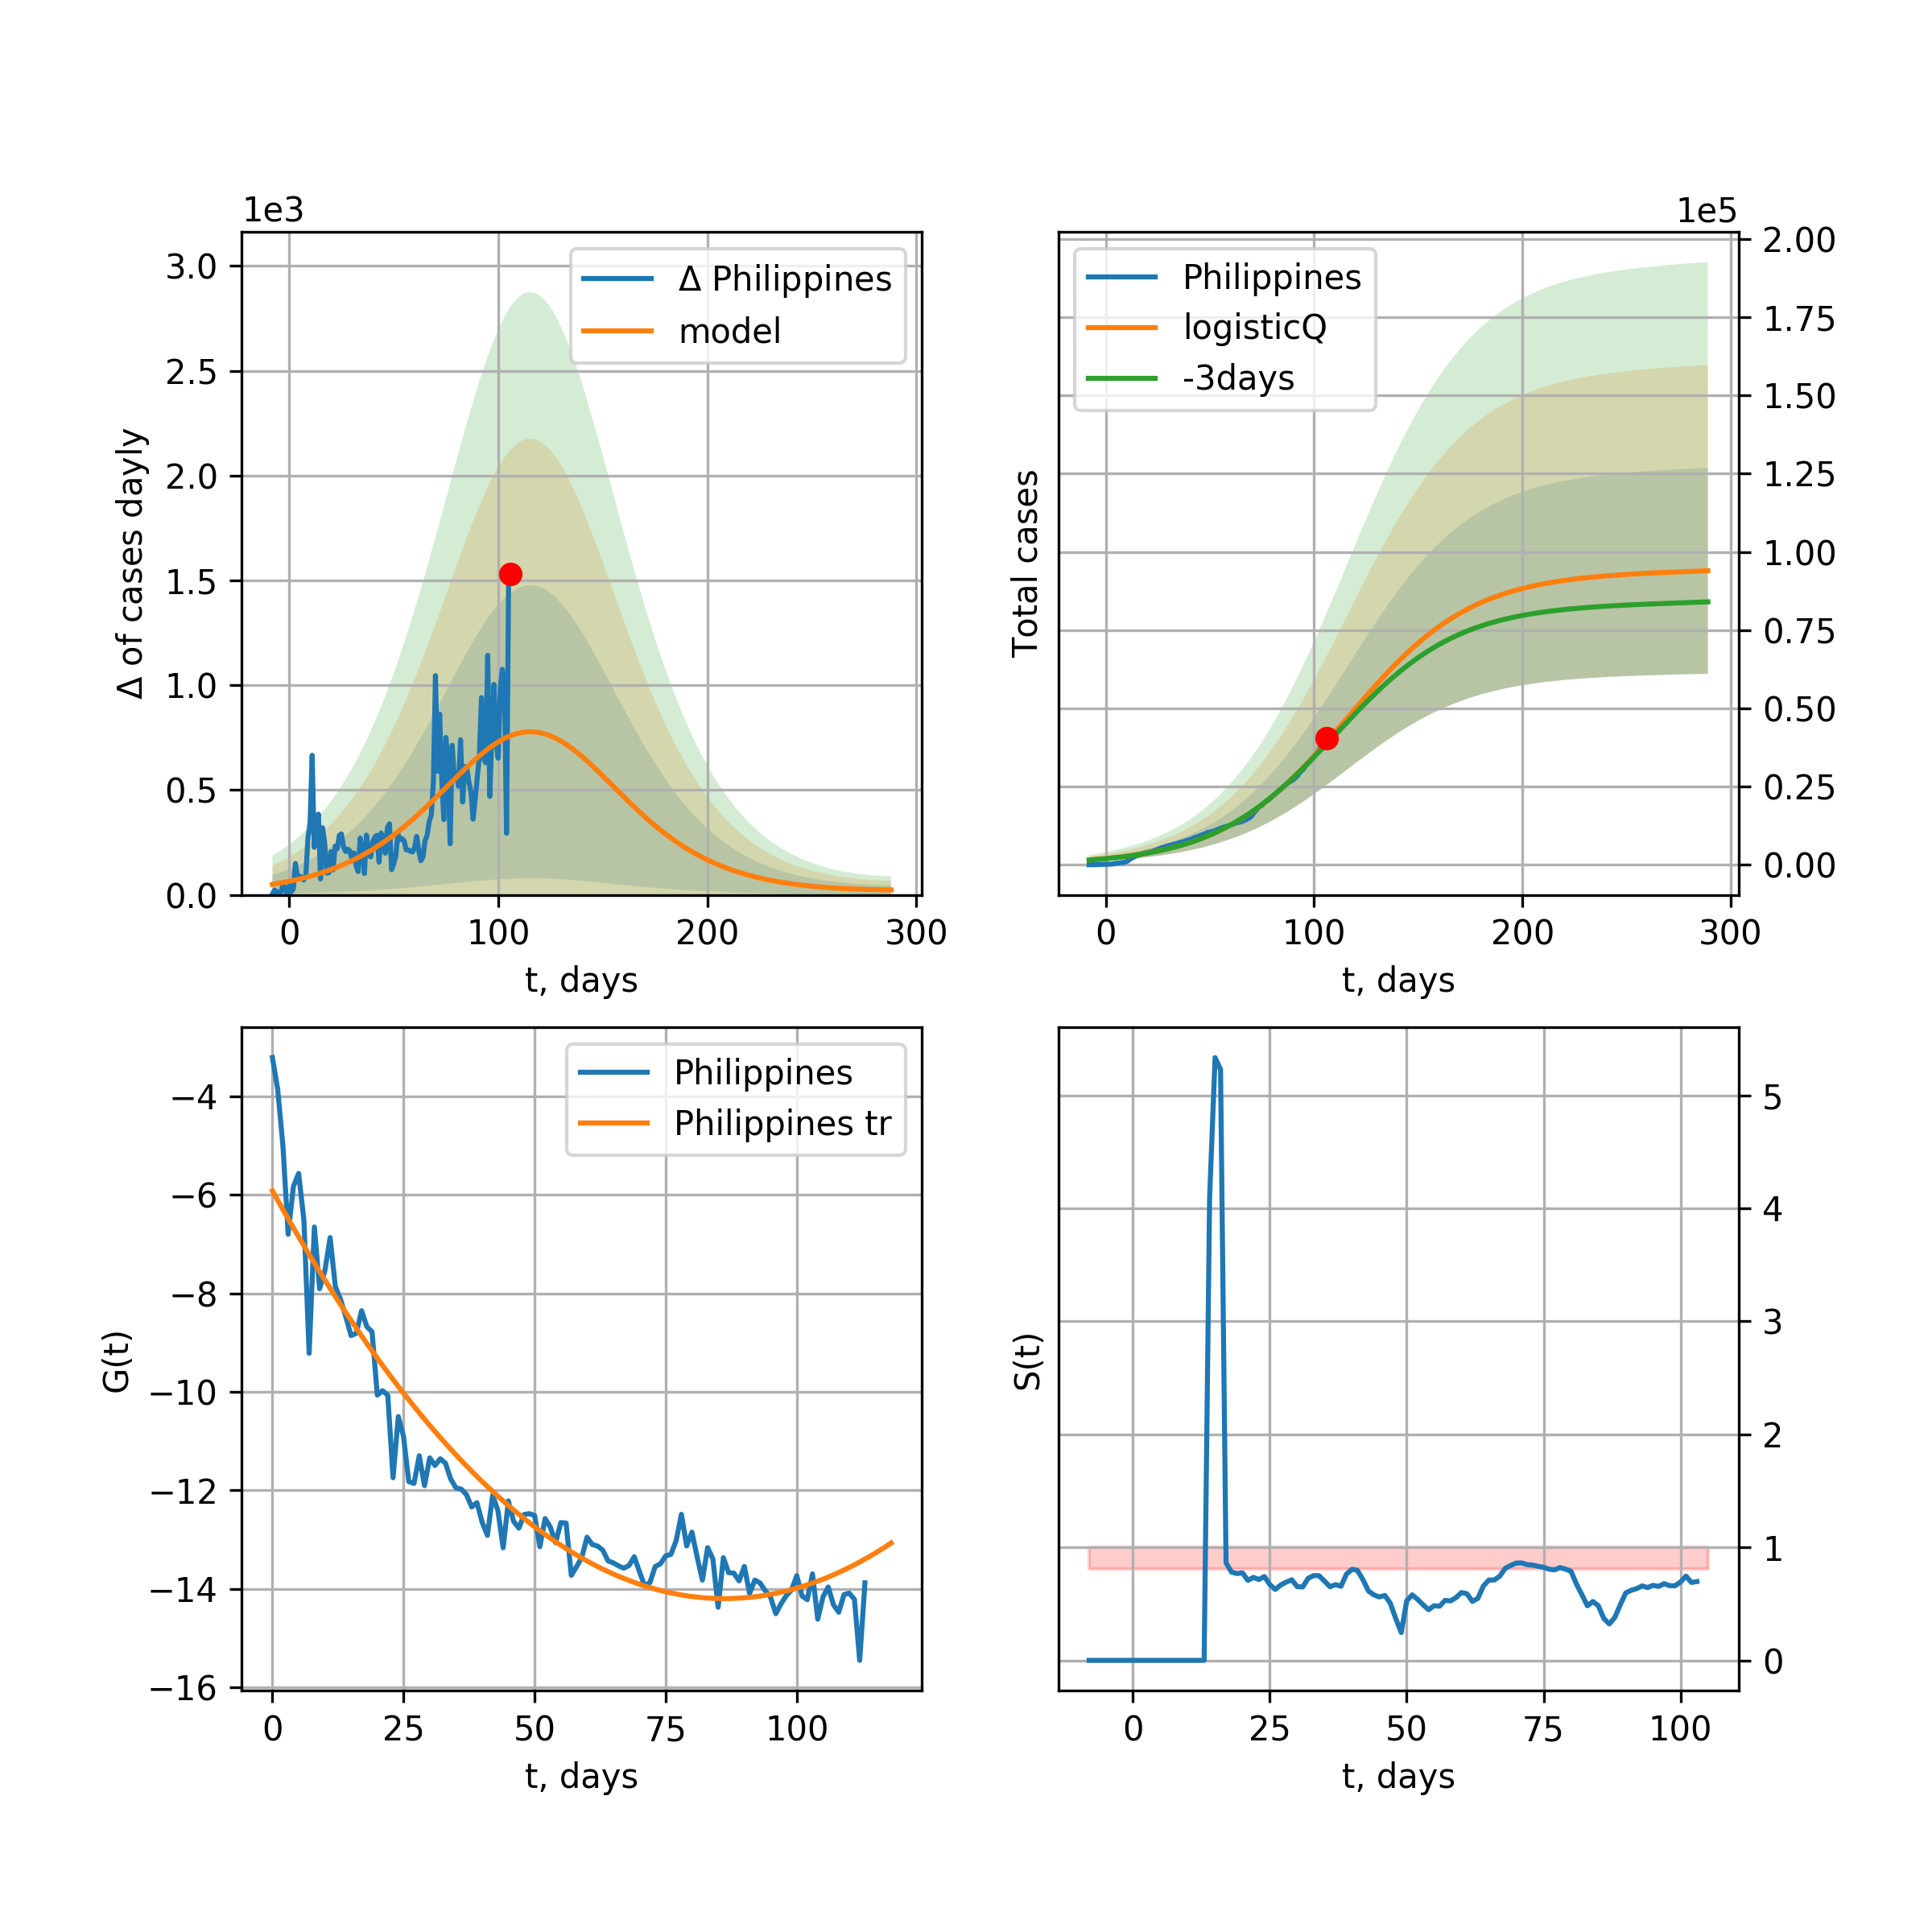 1e3
3.0
2.5
2.0
1.5
1.0
0.5
0.0
Δ of cases dayly
Δ Philippines
model
0 100 200 300
t, days
1e5
2.00
1.75
1.50
1.25
1.00
0.75
0.50
0.25
0.00
Total cases
Philippines
logisticQ
-3days
0 100 200 300
t, days
−4
−6
−8
−10
−12
−14
−16
G(t)
Philippines
Philippines tr
0 25 50 75 100
t, days
5
4
3
2
1
0
S(t)
0 25 50 75 100
t, days